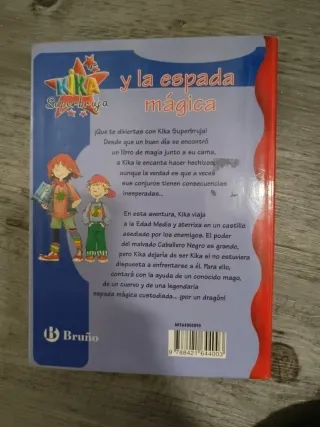 KIKA
Superbruja
y la espada
mágica
¡Que te diviertas con Kika Superbruja!
Desde que un buen día se encontró
un libro de magia junto a su cama,
a Kika le encanta hacer hechizos,
aunque la verdad es que a veces
sus conjuros tienen consecuencias
inesperadas...
En esta aventura, Kika viaja
a la Edad Media y aterriza en un castillo
asediado por los enemigos. El poder
del malvado Caballero Negro es grande,
pero Kika dejaría de ser Kika si no estuviera
dispuesta a enfrentarse a él. Para ello,
contará con la ayuda de un conocido mago,
de un cuervo y de una legendaria
espada mágica custodiada... ¡por un dragón!
Bruño
9 788421 644003